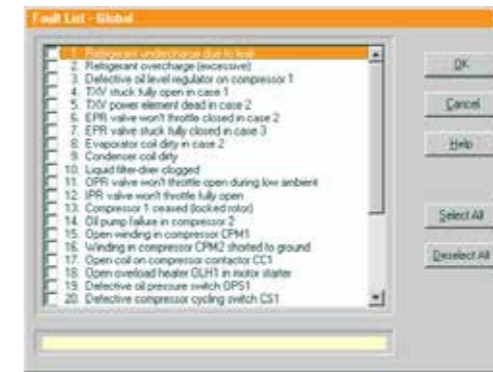 Fault List - Global
1. Refrigerant undercharge due to leak
2. Refrigerant overcharge (excessive)
3. Defective oil level regulator on compressor 1
4. TXV stuck fully open in case 1
5. TXV power element dead in case 2
6. EPR valve won't throttle closed in case 2
7. EPR valve stuck fully closed in case 3
8. Evaporator coil dirty in case 2
9. Condenser coil dirty
10. Liquid filter-drier clogged
11. OPR valve won't throttle open during low ambient
12. IPR valve won't throttle fully open
13. Compressor 1 ceased (locked rotor)
14. Oil pump failure in compressor 2
15. Open winding in compressor CPM1
16. Winding in compressor CPM2 shorted to ground
17. Open coil on compressor contactor CC1
18. Open overload heater OLH1 in motor starter
19. Defective oil pressure switch OPS1
20. Defective compressor cycling switch CS1
OK
Cancel
Help
Select All
Deselect All